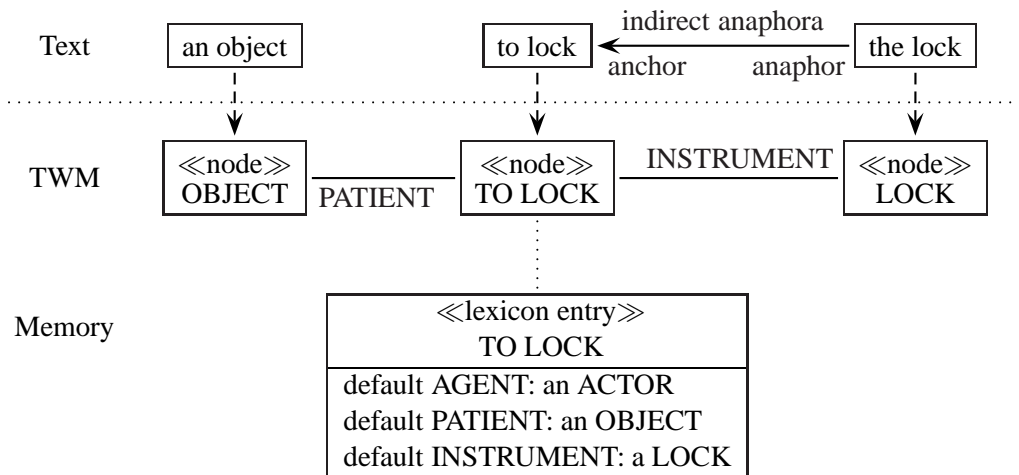 Text
an object
to lock
indirect anaphora
anchor
anaphor
the lock
TWM
≪node≫
OBJECT
PATIENT
≪node≫
TO LOCK
INSTRUMENT
≪node≫
LOCK
Memory
≪lexicon entry≫
TO LOCK
default AGENT: an ACTOR
default PATIENT: an OBJECT
default INSTRUMENT: a LOCK